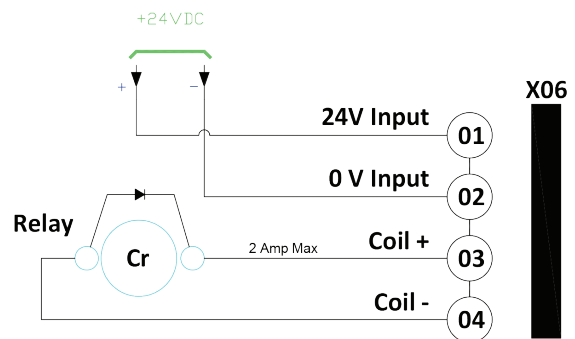 +24VDC
X06
+
-
24V Input
01
0 V Input
02
Relay
Cr
2 Amp Max
Coil +
03
Coil -
04